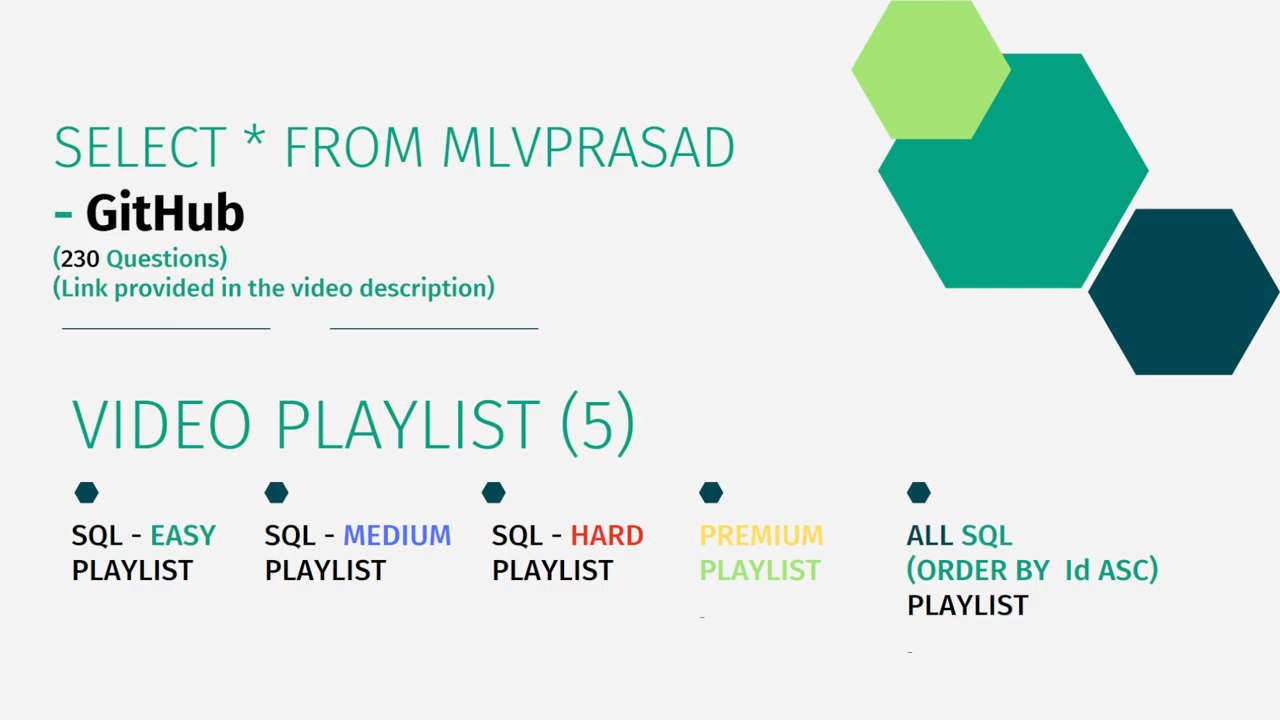 SELECT * FROM MLVPRASAD
- GitHub
(230 Questions)
(Link provided in the video description)
VIDEO PLAYLIST (5)
SQL - EASY
PLAYLIST
SQL - MEDIUM
PLAYLIST
SQL - HARD
PLAYLIST
PREMIUM
PLAYLIST
-
ALL SQL
(ORDER BY Id ASC)
PLAYLIST
-